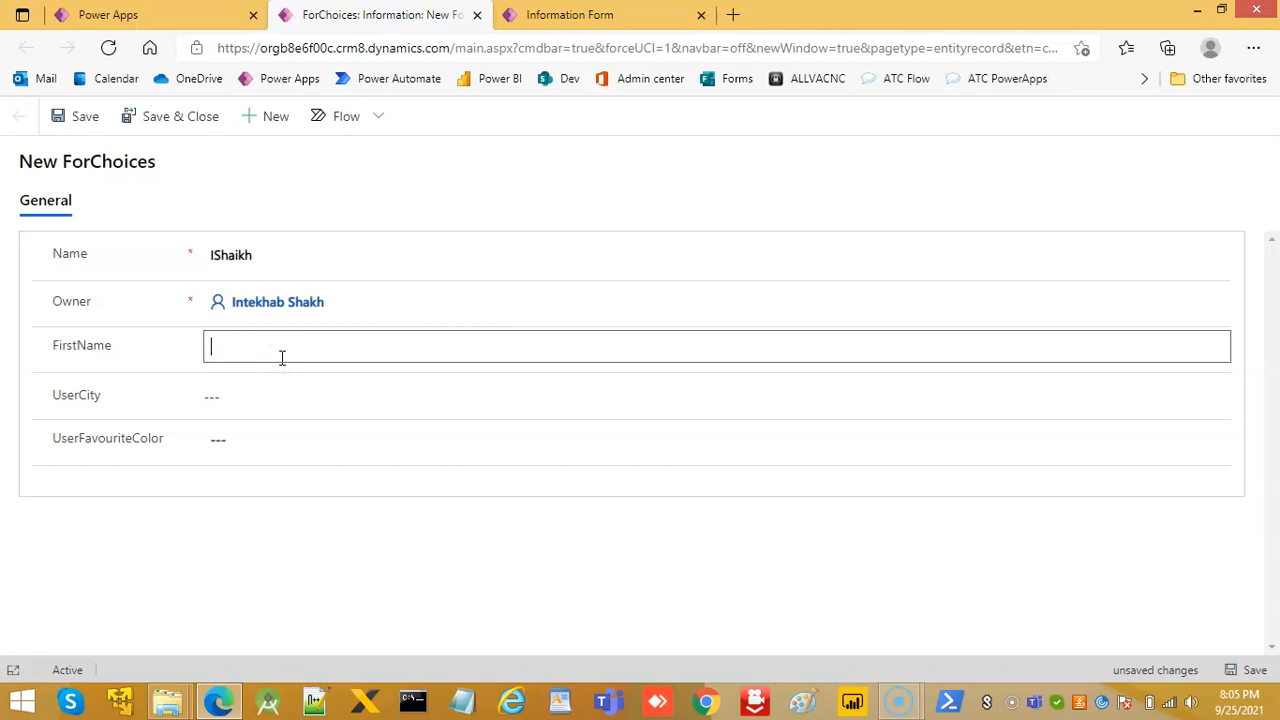 Power Apps
ForChoices: Information: New Fo
Information Form
https://orgb8e6f00c.crm8.dynamics.com/main.aspx?cmdbar=true&forceUCI=1&navbar=off&newWindow=true&pagetype=entityrecord&etn=c...
Mail
Calendar
OneDrive
Power Apps
Power Automate
Power BI
Dev
Admin center
Forms
ALLVACNC
ATC Flow
ATC PowerApps
Other favorites
Save
Save & Close
New
Flow
New ForChoices
General
Name * IShaikh
Owner * Intekhab Shakh
FirstName
UserCity ---
UserFavouriteColor ---
Active
unsaved changes
Save
8:05 PM
9/25/2021